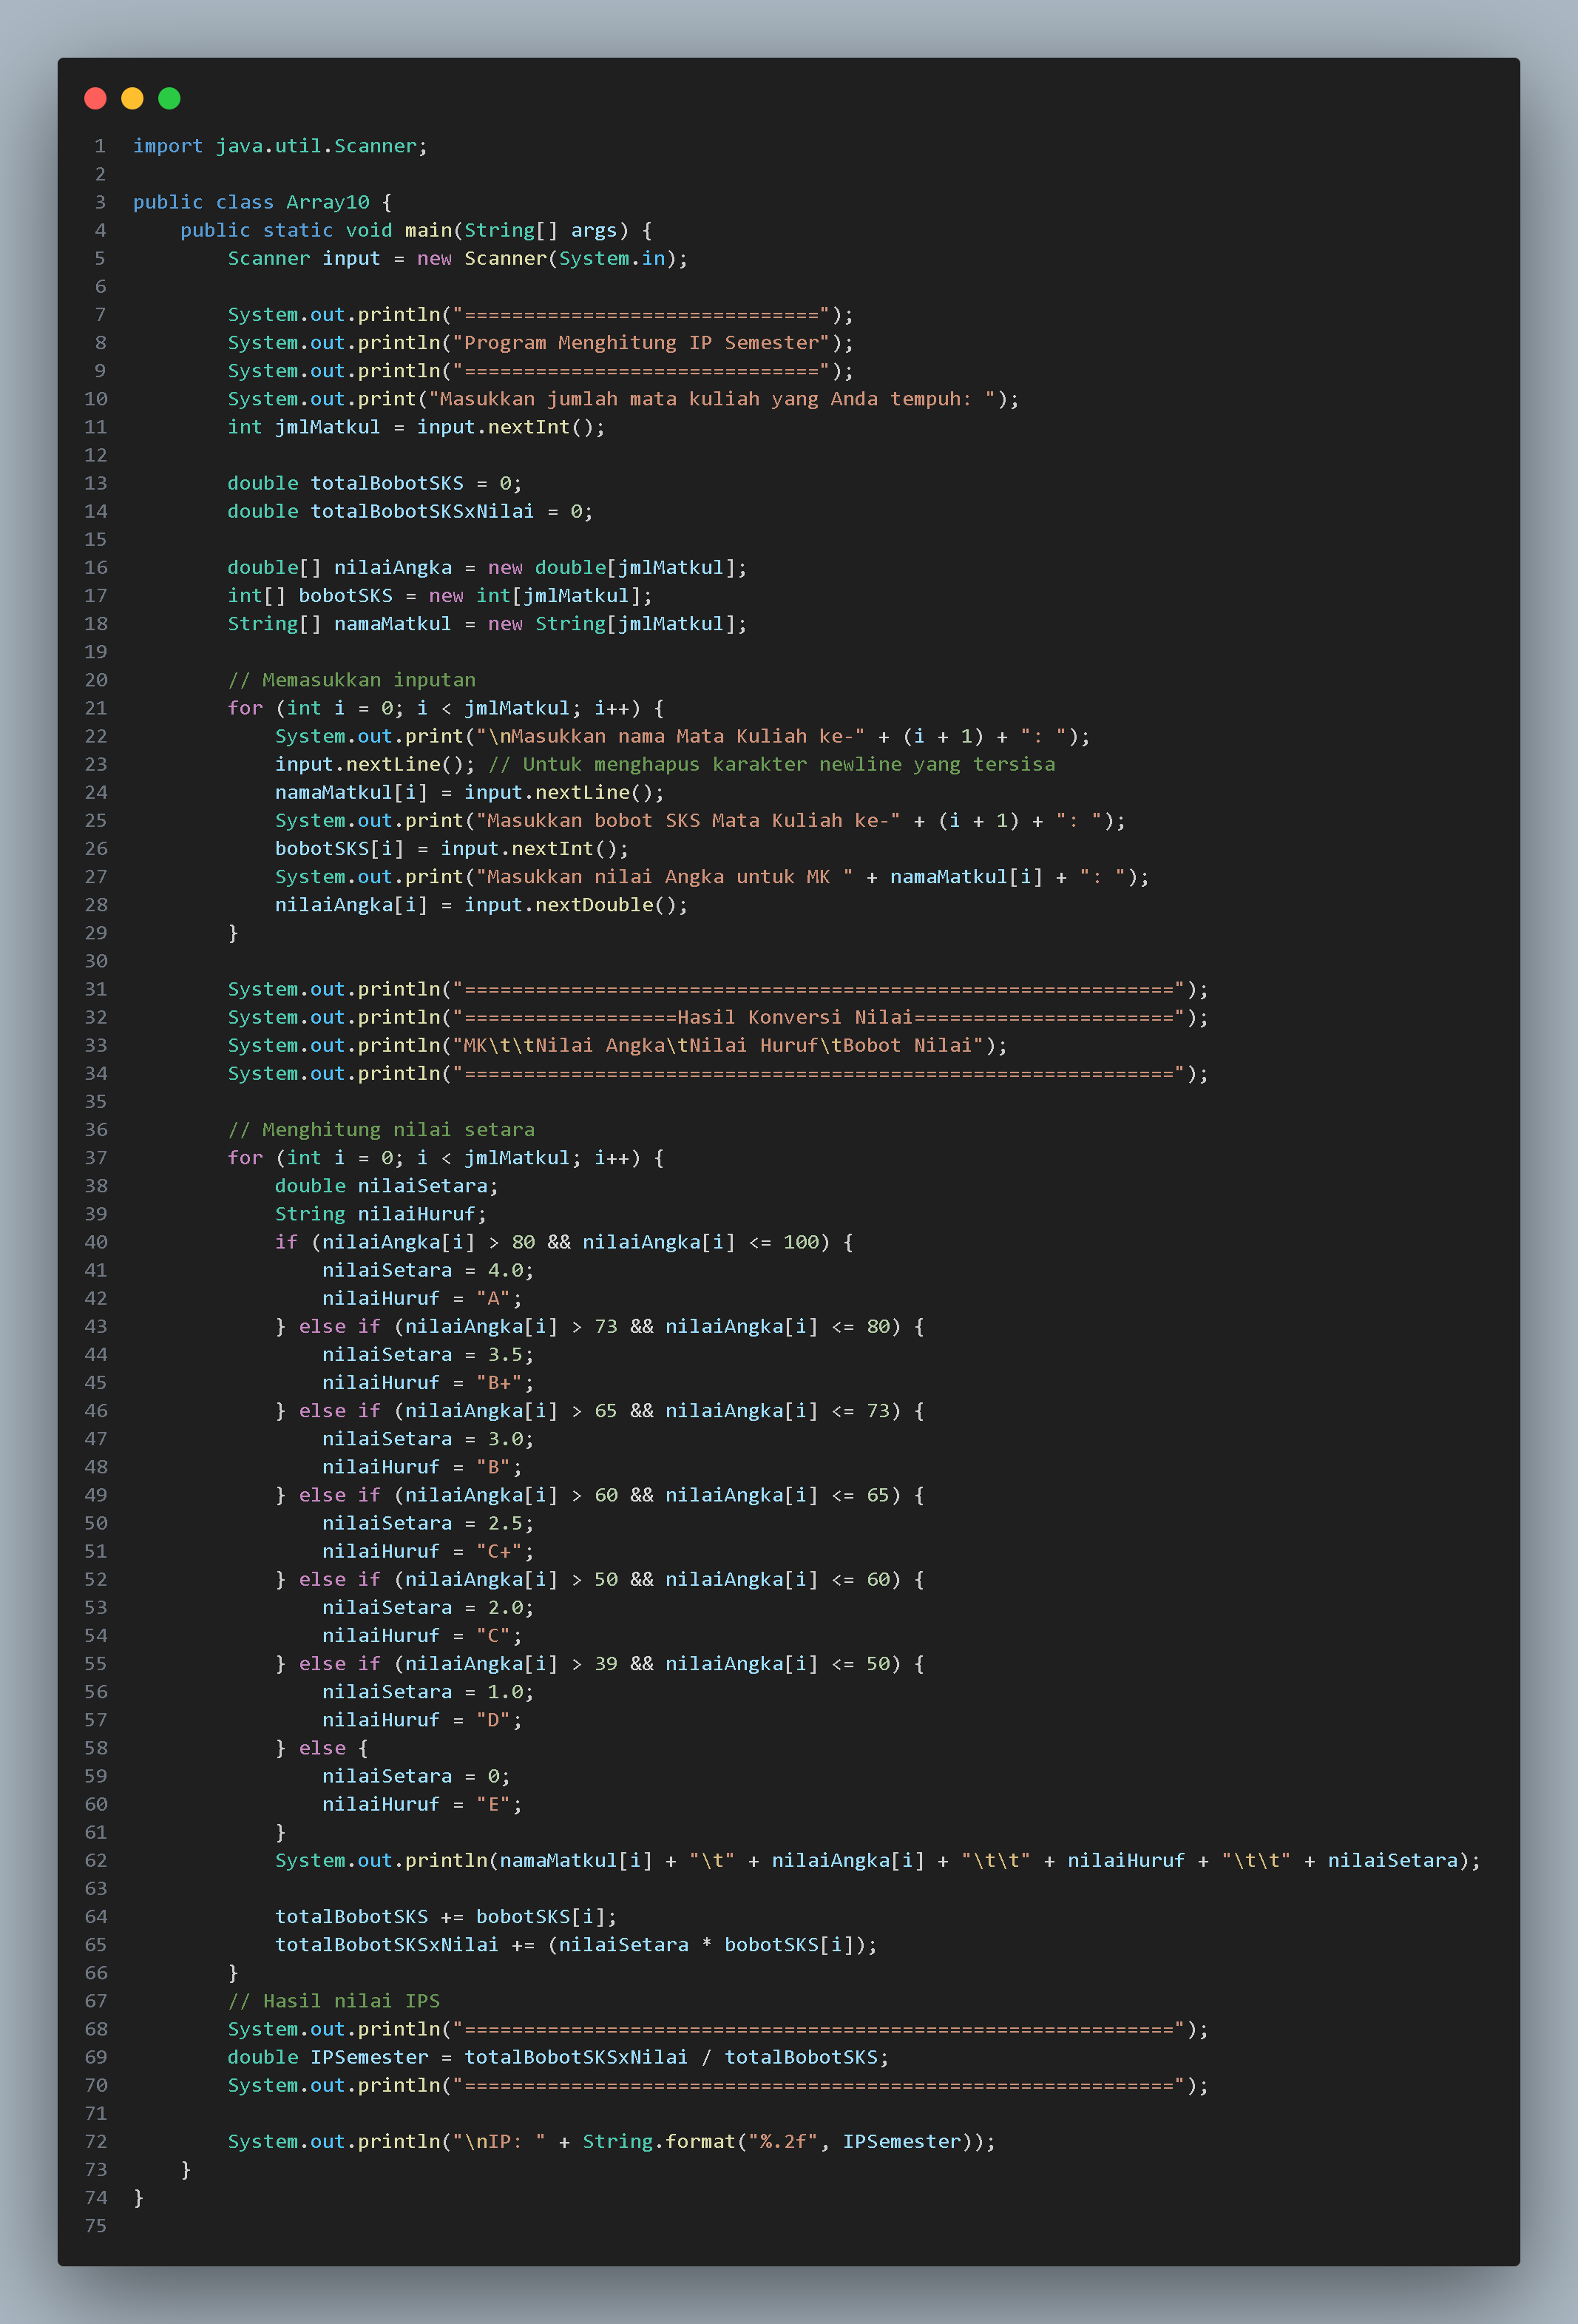 1 import java.util.Scanner;
2
3 public class Array10 {
4     public static void main(String[] args) {
5         Scanner input = new Scanner(System.in);
6
7         System.out.println("==============================");
8         System.out.println("Program Menghitung IP Semester");
9         System.out.println("==============================");
10         System.out.print("Masukkan jumlah mata kuliah yang Anda tempuh: ");
11         int jmlMatkul = input.nextInt();
12
13         double totalBobotSKS = 0;
14         double totalBobotSKSxNilai = 0;
15
16         double[] nilaiAngka = new double[jmlMatkul];
17         int[] bobotSKS = new int[jmlMatkul];
18         String[] namaMatkul = new String[jmlMatkul];
19
20         // Memasukkan inputan
21         for (int i = 0; i < jmlMatkul; i++) {
22             System.out.print("\nMasukkan nama Mata Kuliah ke-" + (i + 1) + ": ");
23             input.nextLine(); // Untuk menghapus karakter newline yang tersisa
24             namaMatkul[i] = input.nextLine();
25             System.out.print("Masukkan bobot SKS Mata Kuliah ke-" + (i + 1) + ": ");
26             bobotSKS[i] = input.nextInt();
27             System.out.print("Masukkan nilai Angka untuk MK " + namaMatkul[i] + ": ");
28             nilaiAngka[i] = input.nextDouble();
29         }
30
31         System.out.println("============================================================");
32         System.out.println("==================Hasil Konversi Nilai======================");
33         System.out.println("MK\t\tNilai Angka\tNilai Huruf\tBobot Nilai");
34         System.out.println("============================================================");
35
36         // Menghitung nilai setara
37         for (int i = 0; i < jmlMatkul; i++) {
38             double nilaiSetara;
39             String nilaiHuruf;
40             if (nilaiAngka[i] > 80 && nilaiAngka[i] <= 100) {
41                 nilaiSetara = 4.0;
42                 nilaiHuruf = "A";
43             } else if (nilaiAngka[i] > 73 && nilaiAngka[i] <= 80) {
44                 nilaiSetara = 3.5;
45                 nilaiHuruf = "B+";
46             } else if (nilaiAngka[i] > 65 && nilaiAngka[i] <= 73) {
47                 nilaiSetara = 3.0;
48                 nilaiHuruf = "B";
49             } else if (nilaiAngka[i] > 60 && nilaiAngka[i] <= 65) {
50                 nilaiSetara = 2.5;
51                 nilaiHuruf = "C+";
52             } else if (nilaiAngka[i] > 50 && nilaiAngka[i] <= 60) {
53                 nilaiSetara = 2.0;
54                 nilaiHuruf = "C";
55             } else if (nilaiAngka[i] > 39 && nilaiAngka[i] <= 50) {
56                 nilaiSetara = 1.0;
57                 nilaiHuruf = "D";
58             } else {
59                 nilaiSetara = 0;
60                 nilaiHuruf = "E";
61             }
62             System.out.println(namaMatkul[i] + "\t" + nilaiAngka[i] + "\t\t" + nilaiHuruf + "\t\t" + nilaiSetara);
63
64             totalBobotSKS += bobotSKS[i];
65             totalBobotSKSxNilai += (nilaiSetara * bobotSKS[i]);
66         }
67         // Hasil nilai IPS
68         System.out.println("============================================================");
69         double IPSemester = totalBobotSKSxNilai / totalBobotSKS;
70         System.out.println("============================================================");
71
72         System.out.println("\nIP: " + String.format("%.2f", IPSemester));
73     }
74 }
75